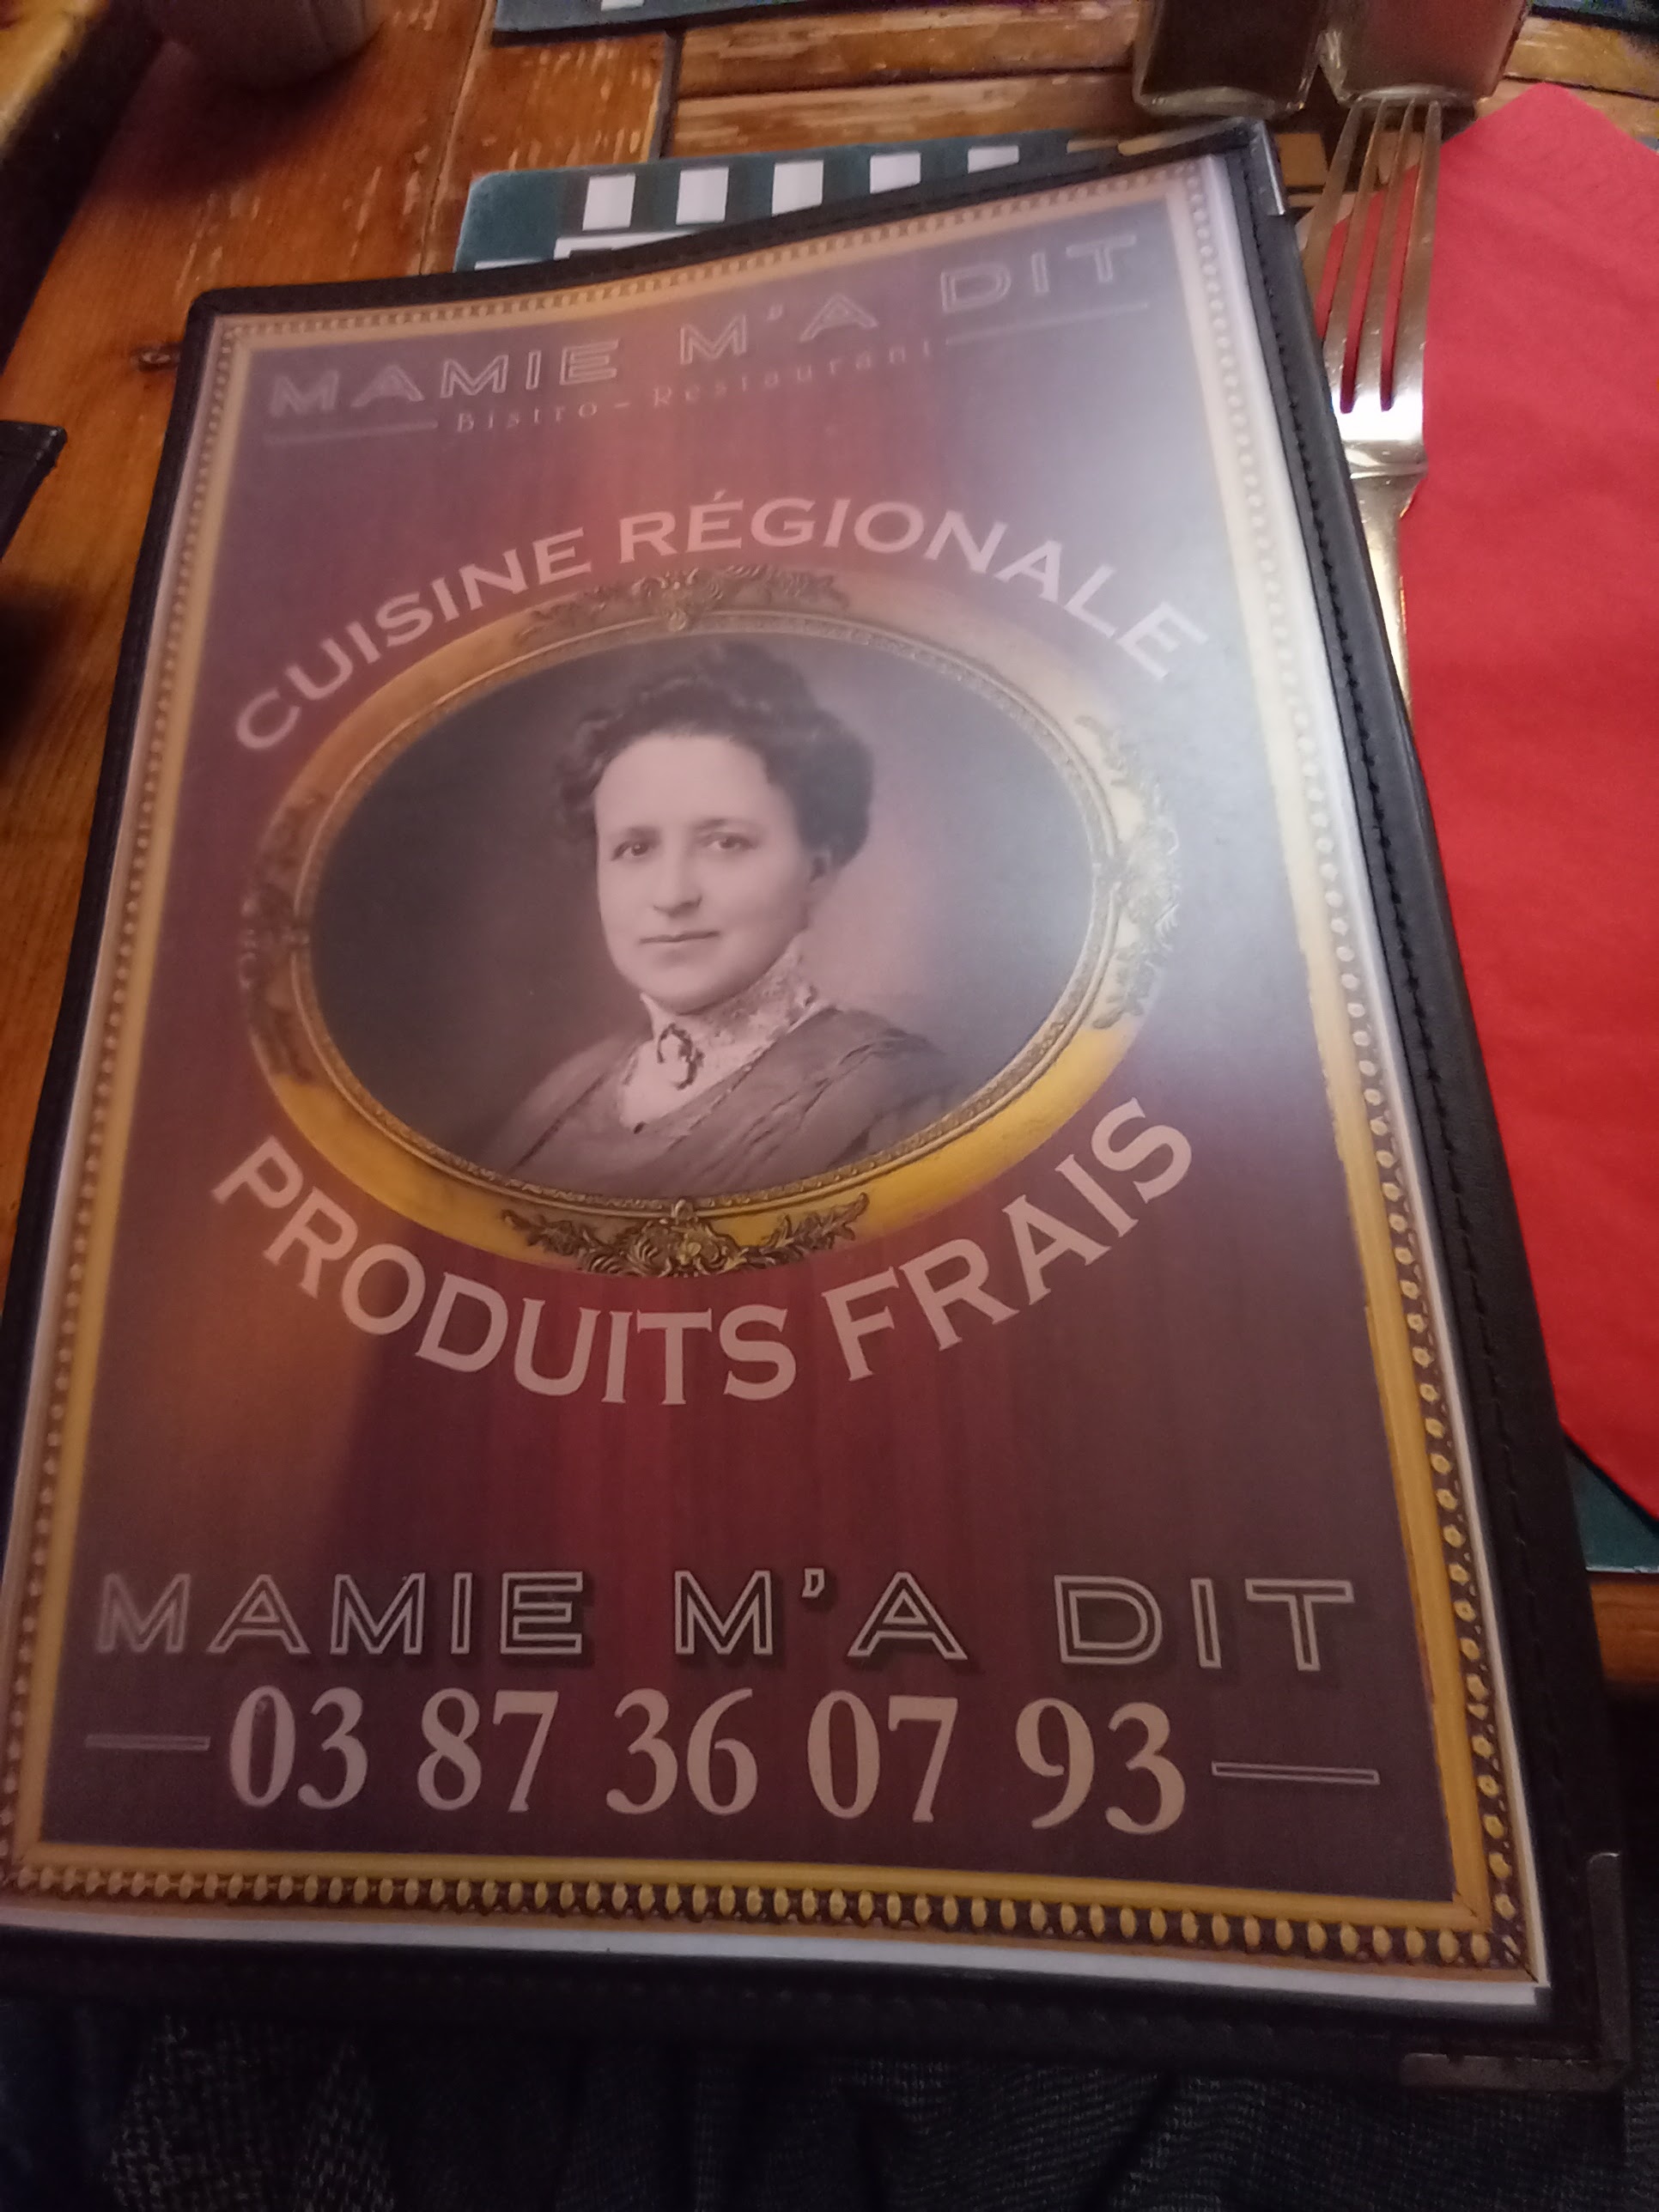 MAMIE M'A DIT
Bistro-Restaurant
CUISINE RÉGIONALE
PRODUITS FRAIS
MAMIE M'A DIT
03 87 36 07 93